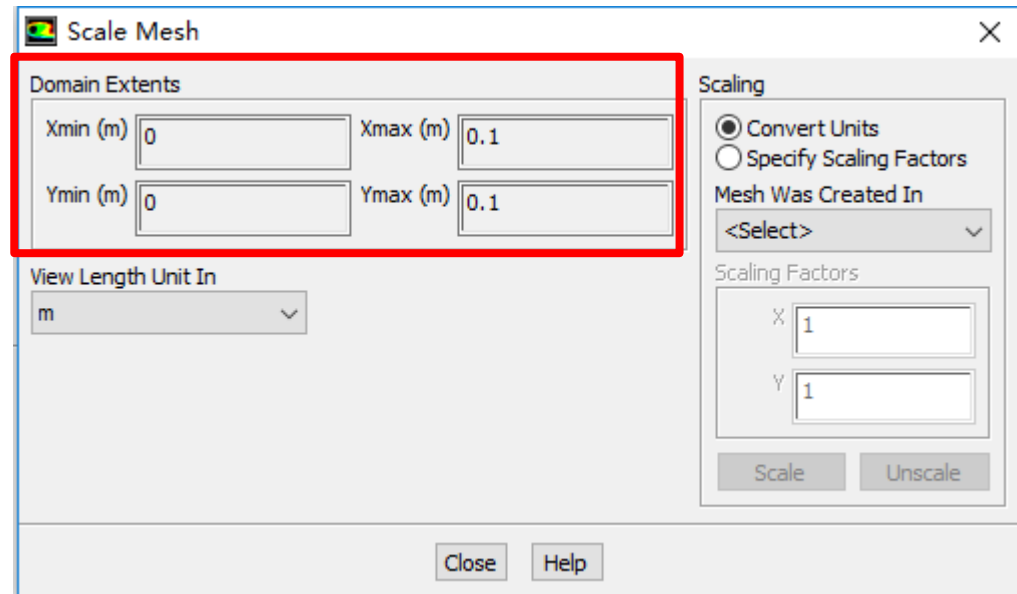 Scale Mesh
Domain Extents
Xmin (m) 0 Xmax (m) 0.1
Ymin (m) 0 Ymax (m) 0.1
View Length Unit In
m
Scaling
Convert Units
Specify Scaling Factors
Mesh Was Created In
<Select>
Scaling Factors
X 1
Y 1
Scale Unscale
Close Help